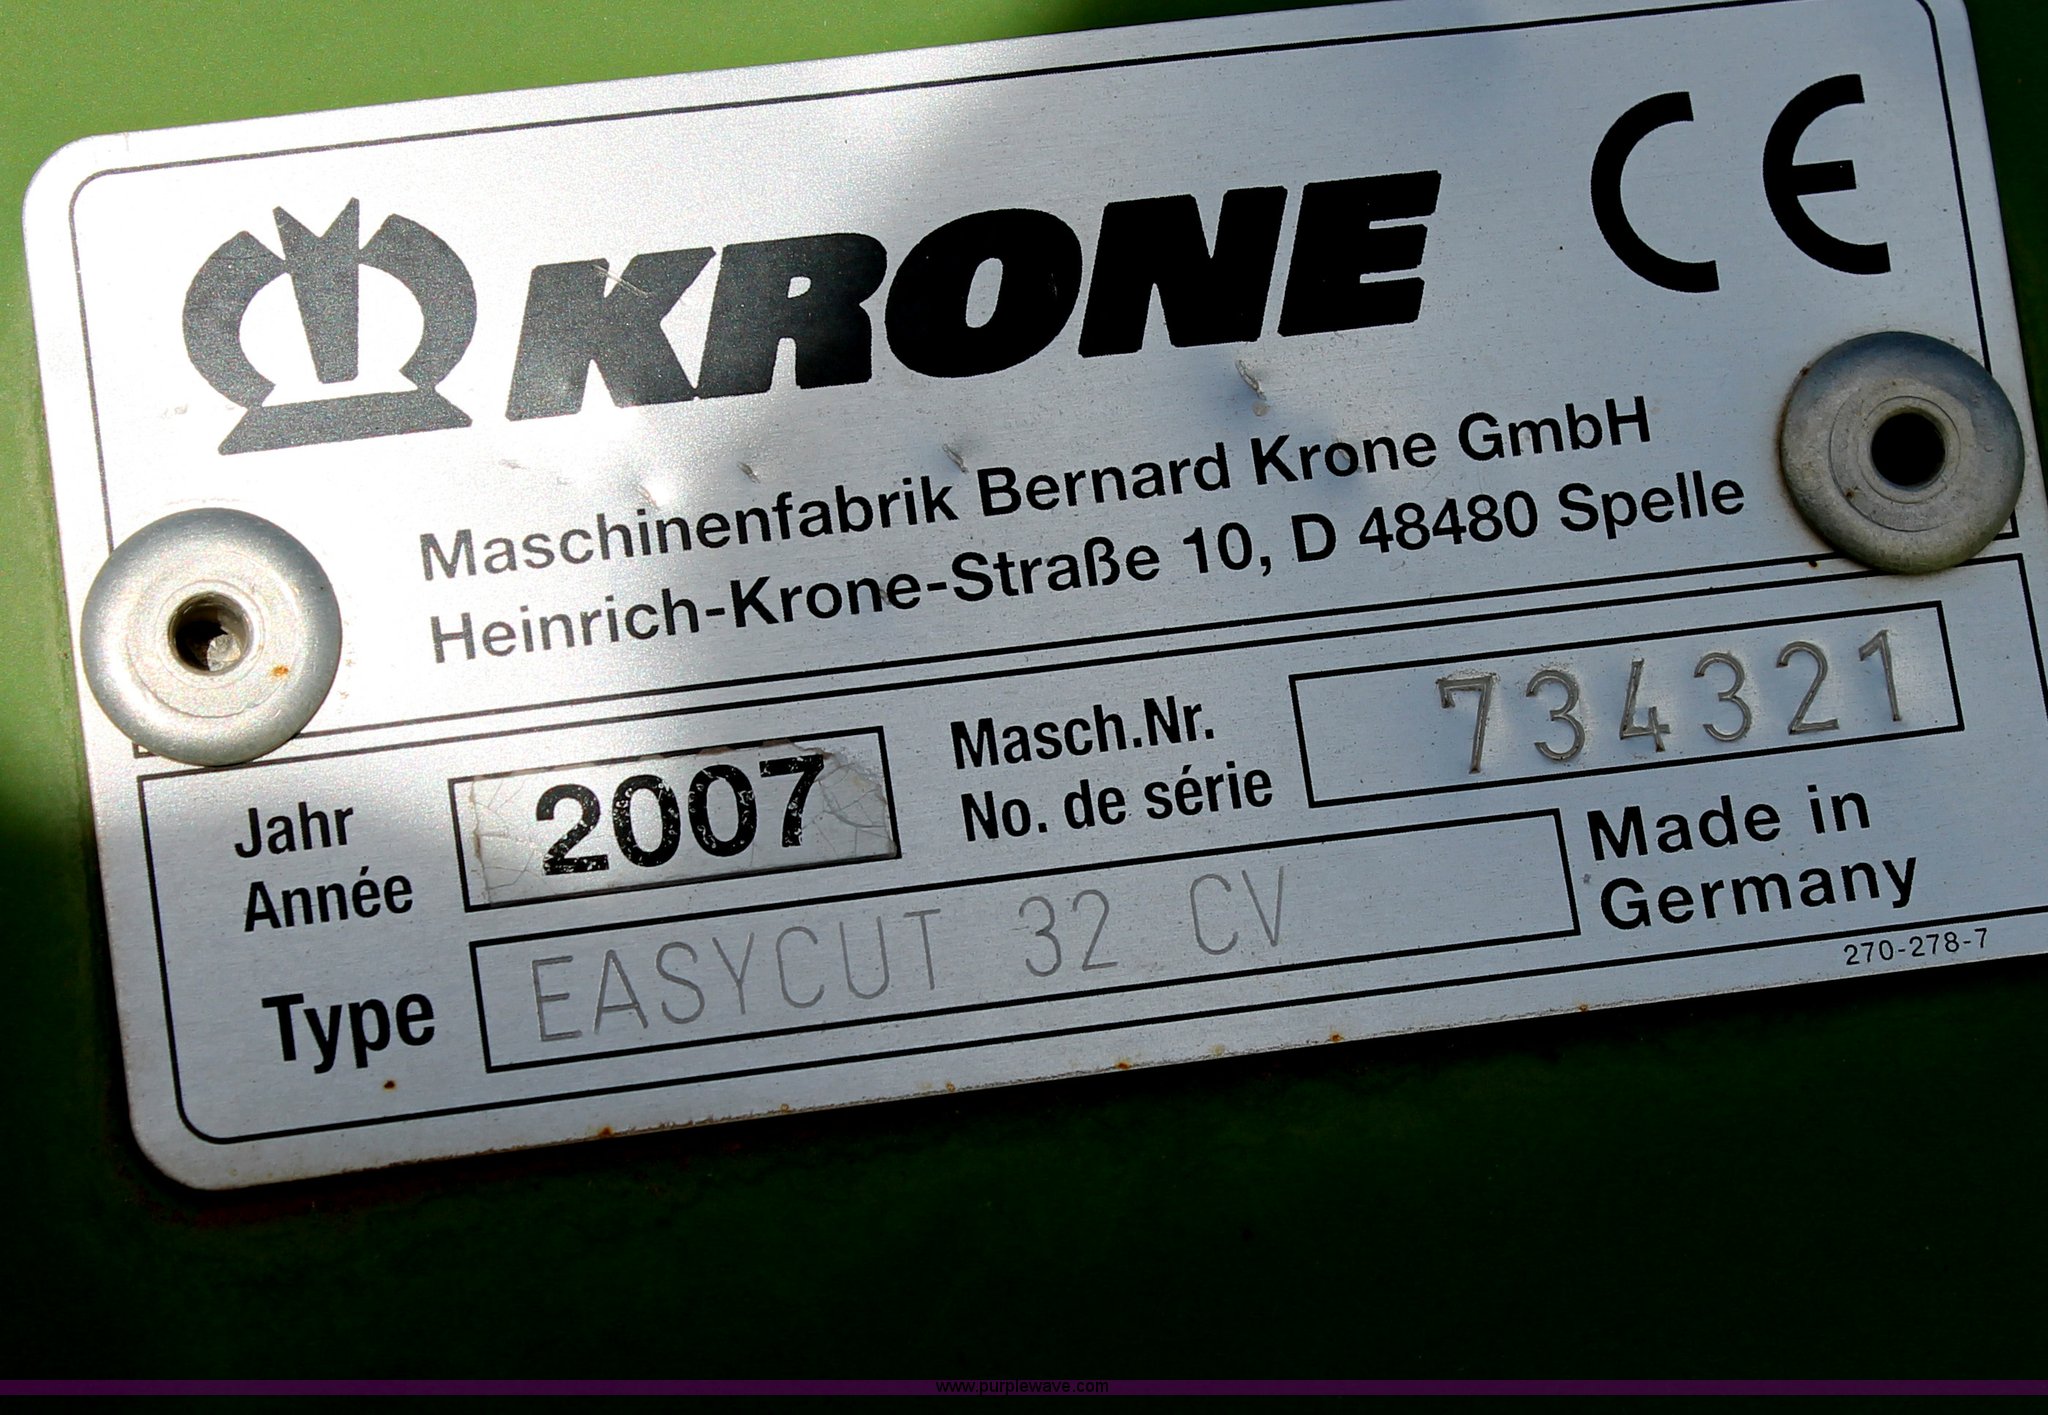 KRONE CE
Maschinenfabrik Bernard Krone GmbH
Heinrich-Krone-Straße 10, D 48480 Spelle
Jahr
Année
2007
Masch.Nr.
No. de série
734321
Type
EASYCUT 32 CV
Made in
Germany
270-278-7
www.purplewave.com